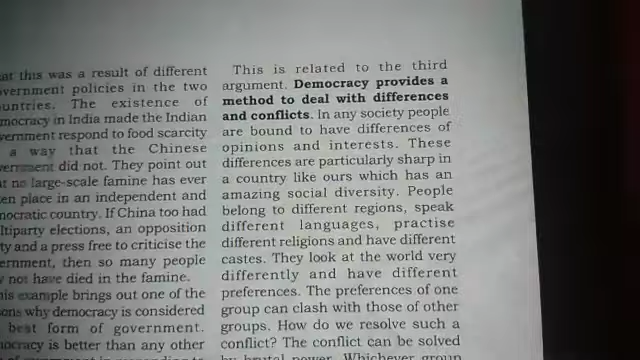 at this was a result of different
vernment policies in the two
untries. The existence of
mocracy in India made the Indian
vernment respond to food scarcity
a way that the Chinese
vernment did not. They point out
at no large-scale famine has ever
en place in an independent and
nocratic country. If China too had
ltiparty elections, an opposition
ty and a press free to criticise the
ernment, then so many people
y not have died in the famine.
his example brings out one of the
sons why democracy is considered
best form of government.
nocracy is better than any other
This is related to the third
argument. Democracy provides a
method to deal with differences
and conflicts. In any society people
are bound to have differences of
opinions and interests. These
differences are particularly sharp in
a country like ours which has an
amazing social diversity. People
belong to different regions, speak
different languages, practise
different religions and have different
castes. They look at the world very
differently and have different
preferences. The preferences of one
group can clash with those of other
groups. How do we resolve such a
conflict? The conflict can be solved
by brutal power. Whichever group